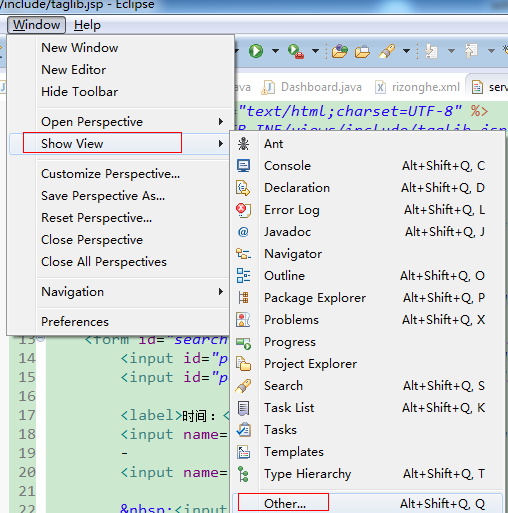 /include/taglib.jsp - Eclipse
Window Help
New Window
New Editor
Hide Toolbar
Open Perspective
Show View
Customize Perspective...
Save Perspective As...
Reset Perspective...
Close Perspective
Close All Perspectives
Navigation
Preferences
Ant
Console Alt+Shift+Q, C
Declaration Alt+Shift+Q, D
Error Log Alt+Shift+Q, L
Javadoc Alt+Shift+Q, J
Navigator
Outline Alt+Shift+Q, O
Package Explorer Alt+Shift+Q, P
Problems Alt+Shift+Q, X
Progress
Project Explorer
Search Alt+Shift+Q, S
Task List Alt+Shift+Q, K
Tasks
Templates
Type Hierarchy Alt+Shift+Q, T
Other... Alt+Shift+Q, Q
ava Dashboard.java rizonghe.xml serv
="text/html;charset=UTF-8" %>
INF/views/include/taglib.jsp
13 <form id="search
14 <input id="p
15 <input id="p
16
17 <label>时间：<
18 <input name=
19 -
20 <input name=
21
22 &nbsp;<input